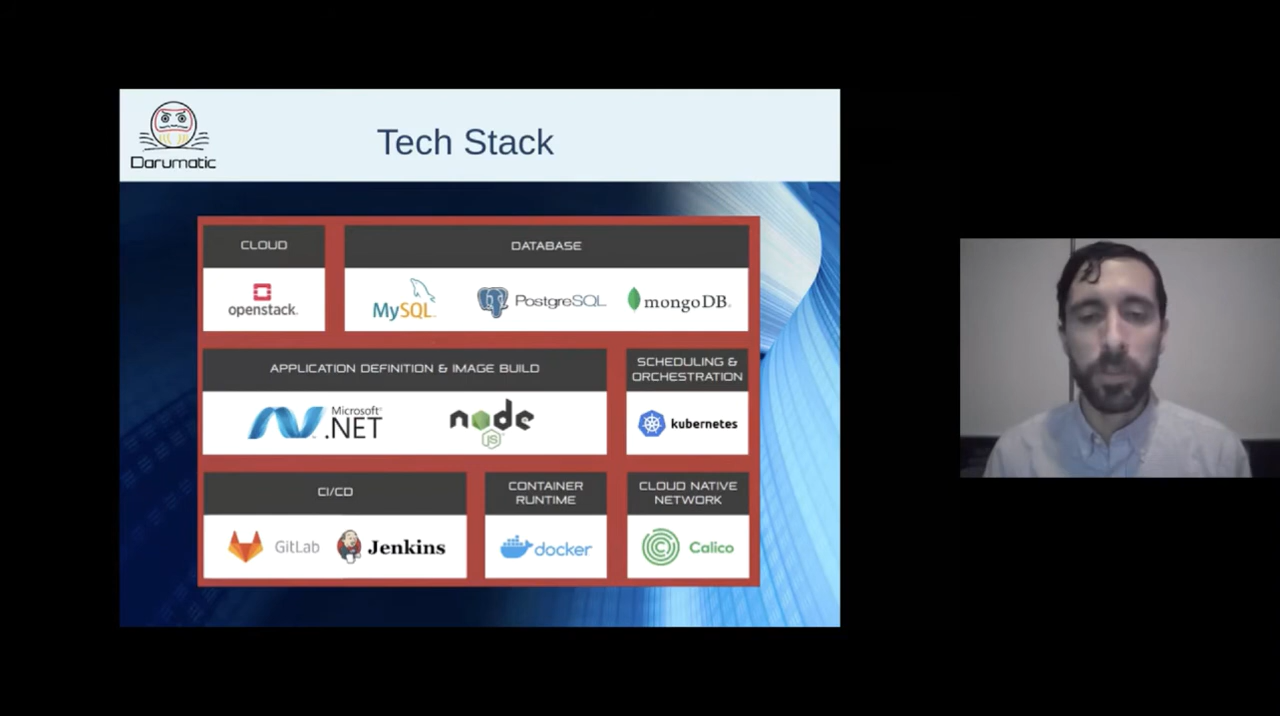 Darumatic
Tech Stack
CLOUD
DATABASE
openstack.
MySQL
PostgreSQL
mongoDB
APPLICATION DEFINITION & IMAGE BUILD
SCHEDULING &
ORCHESTRATION
Microsoft
.NET
node
JS
kubernetes
CI/CD
CONTAINER
RUNTIME
CLOUD NATIVE
NETWORK
GitLab
Jenkins
docker
Calico